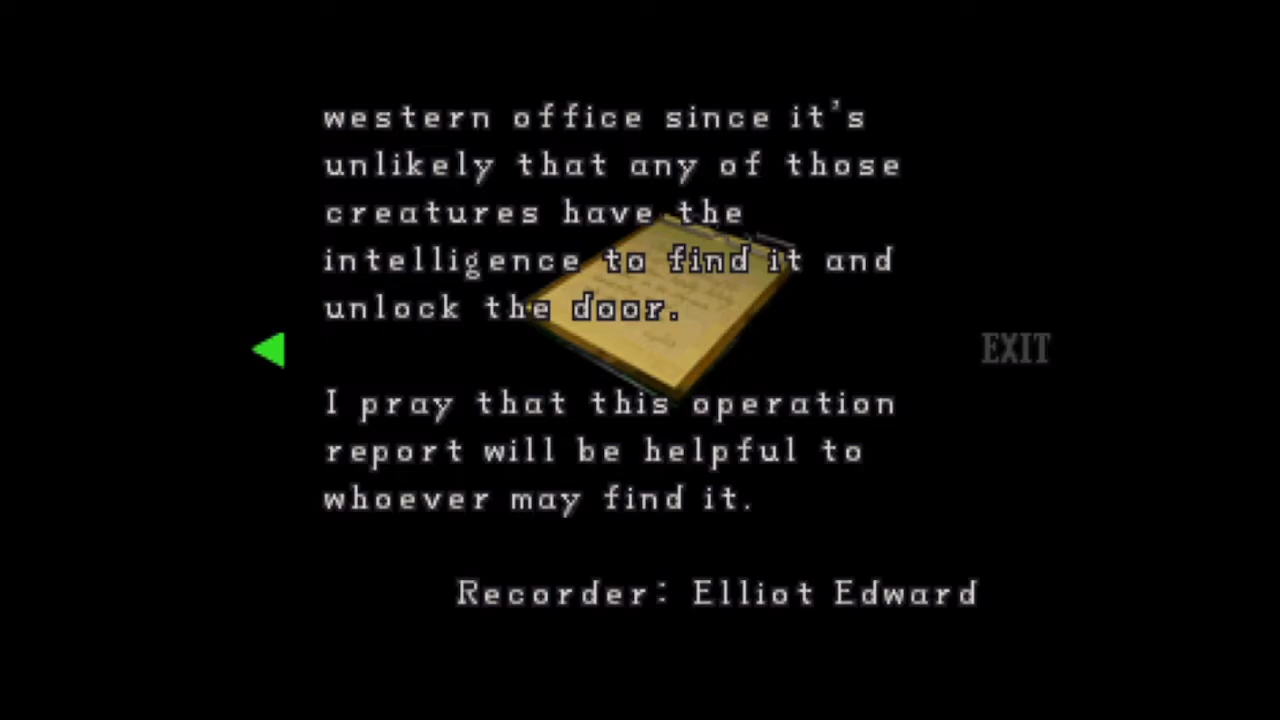 western office since it's
unlikely that any of those
creatures have the
intelligence to find it and
unlock the door.
EXIT
I pray that this operation
report will be helpful to
whoever may find it.
Recorder: Elliot Edward